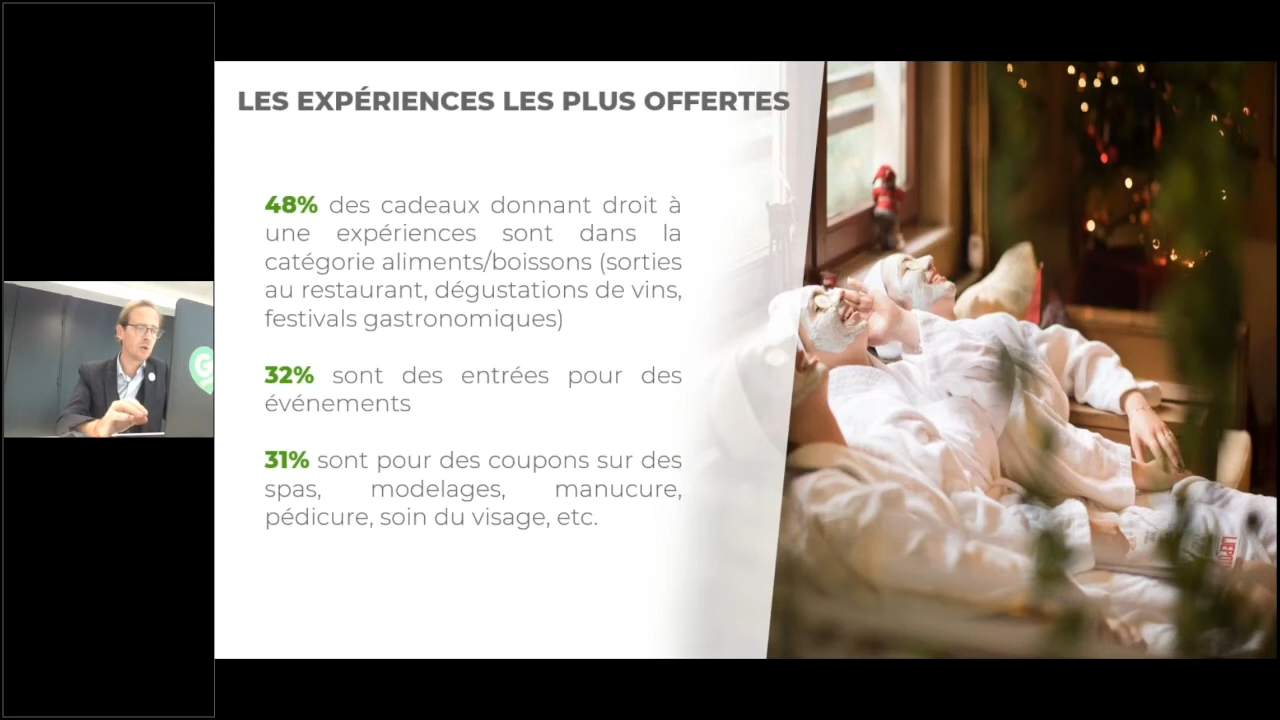 LES EXPÉRIENCES LES PLUS OFFERTES
48% des cadeaux donnant droit à
une expériences sont dans la
catégorie aliments/boissons (sorties
au restaurant, dégustations de vins,
festivals gastronomiques)
32% sont des entrées pour des
événements
31% sont pour des coupons sur des
spas, modelages, manucure,
pédicure, soin du visage, etc.